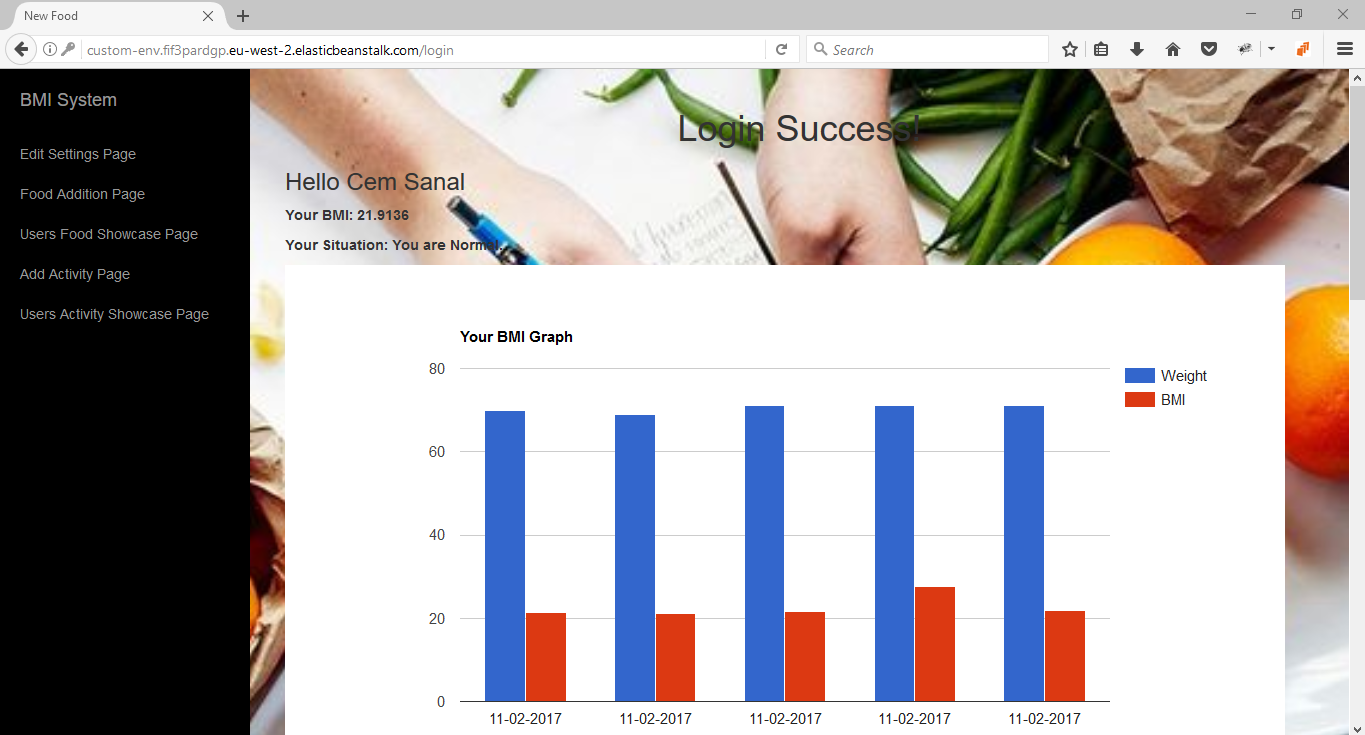 New Food
custom-env.fif3pardgp.eu-west-2.elasticbeanstalk.com/login
Search
BMI System
Edit Settings Page
Food Addition Page
Users Food Showcase Page
Add Activity Page
Users Activity Showcase Page
Login Success!
Hello Cem Sanal
Your BMI: 21.9136
Your Situation: You are Normal.
Your BMI Graph
Weight
BMI
80
60
40
20
0
11-02-2017 11-02-2017 11-02-2017 11-02-2017 11-02-2017